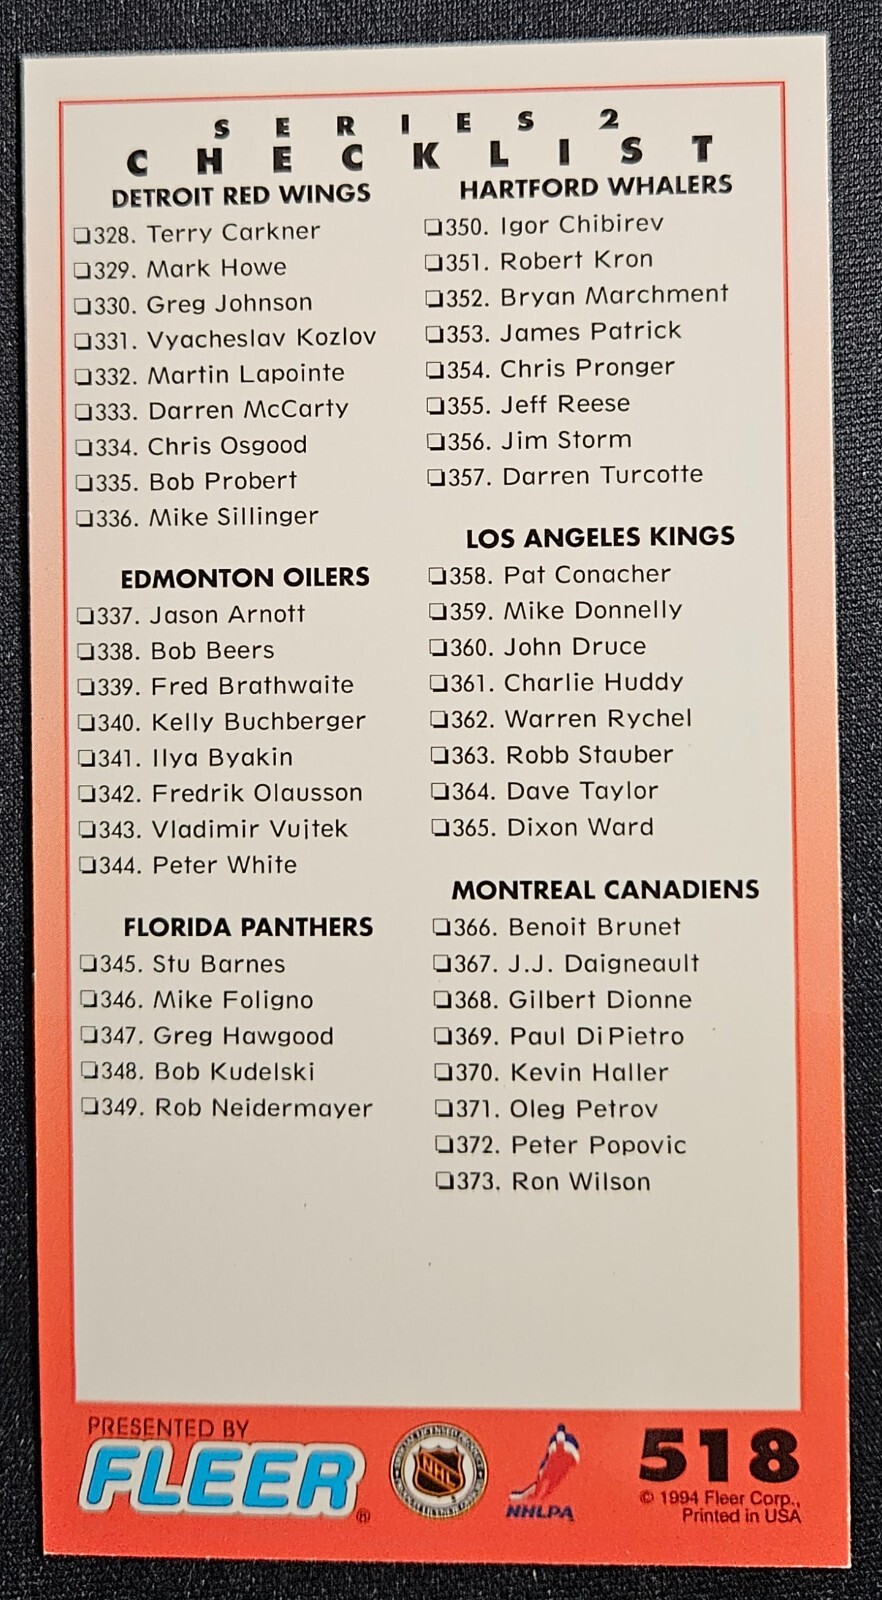 SERIES 2
CHECKLIST
DETROIT RED WINGS
328. Terry Carkner
329. Mark Howe
330. Greg Johnson
331. Vyacheslav Kozlov
332. Martin Lapointe
333. Darren McCarty
334. Chris Osgood
335. Bob Probert
336. Mike Sillinger
EDMONTON OILERS
337. Jason Arnott
338. Bob Beers
339. Fred Brathwaite
340. Kelly Buchberger
341. Ilya Byakin
342. Fredrik Olausson
343. Vladimir Vujtek
344. Peter White
FLORIDA PANTHERS
345. Stu Barnes
346. Mike Foligno
347. Greg Hawgood
348. Bob Kudelski
349. Rob Neidermayer
HARTFORD WHALERS
350. Igor Chibirev
351. Robert Kron
352. Bryan Marchment
353. James Patrick
354. Chris Pronger
355. Jeff Reese
356. Jim Storm
357. Darren Turcotte
LOS ANGELES KINGS
358. Pat Conacher
359. Mike Donnelly
360. John Druce
361. Charlie Huddy
362. Warren Rychel
363. Robb Stauber
364. Dave Taylor
365. Dixon Ward
MONTREAL CANADIENS
366. Benoit Brunet
367. J.J. Daigneault
368. Gilbert Dionne
369. Paul DiPietro
370. Kevin Haller
371. Oleg Petrov
372. Peter Popovic
373. Ron Wilson
PRESENTED BY
FLEER®
NHL
NHLPA
518
© 1994 Fleer Corp.,
Printed in USA